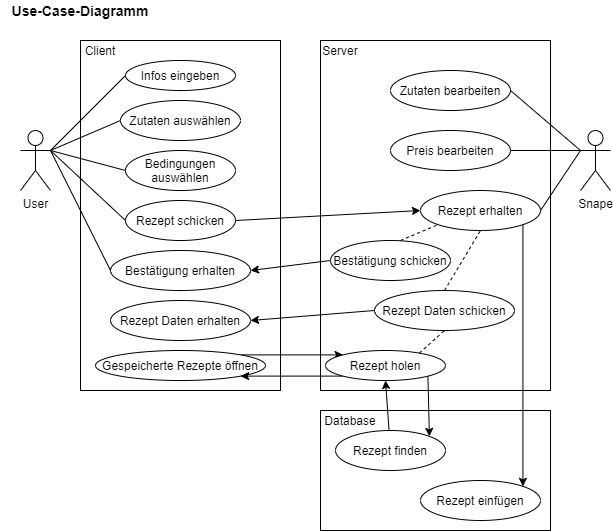 Use-Case-Diagramm
Client
Server
Infos eingeben
Zutaten bearbeiten
Zutaten auswählen
Preis bearbeiten
Bedingungen
auswählen
User
Snape
Rezept schicken
Rezept erhalten
Bestätigung erhalten
Bestätigung schicken
Rezept Daten erhalten
Rezept Daten schicken
Gespeicherte Rezepte öffnen
Rezept holen
Database
Rezept finden
Rezept einfügen